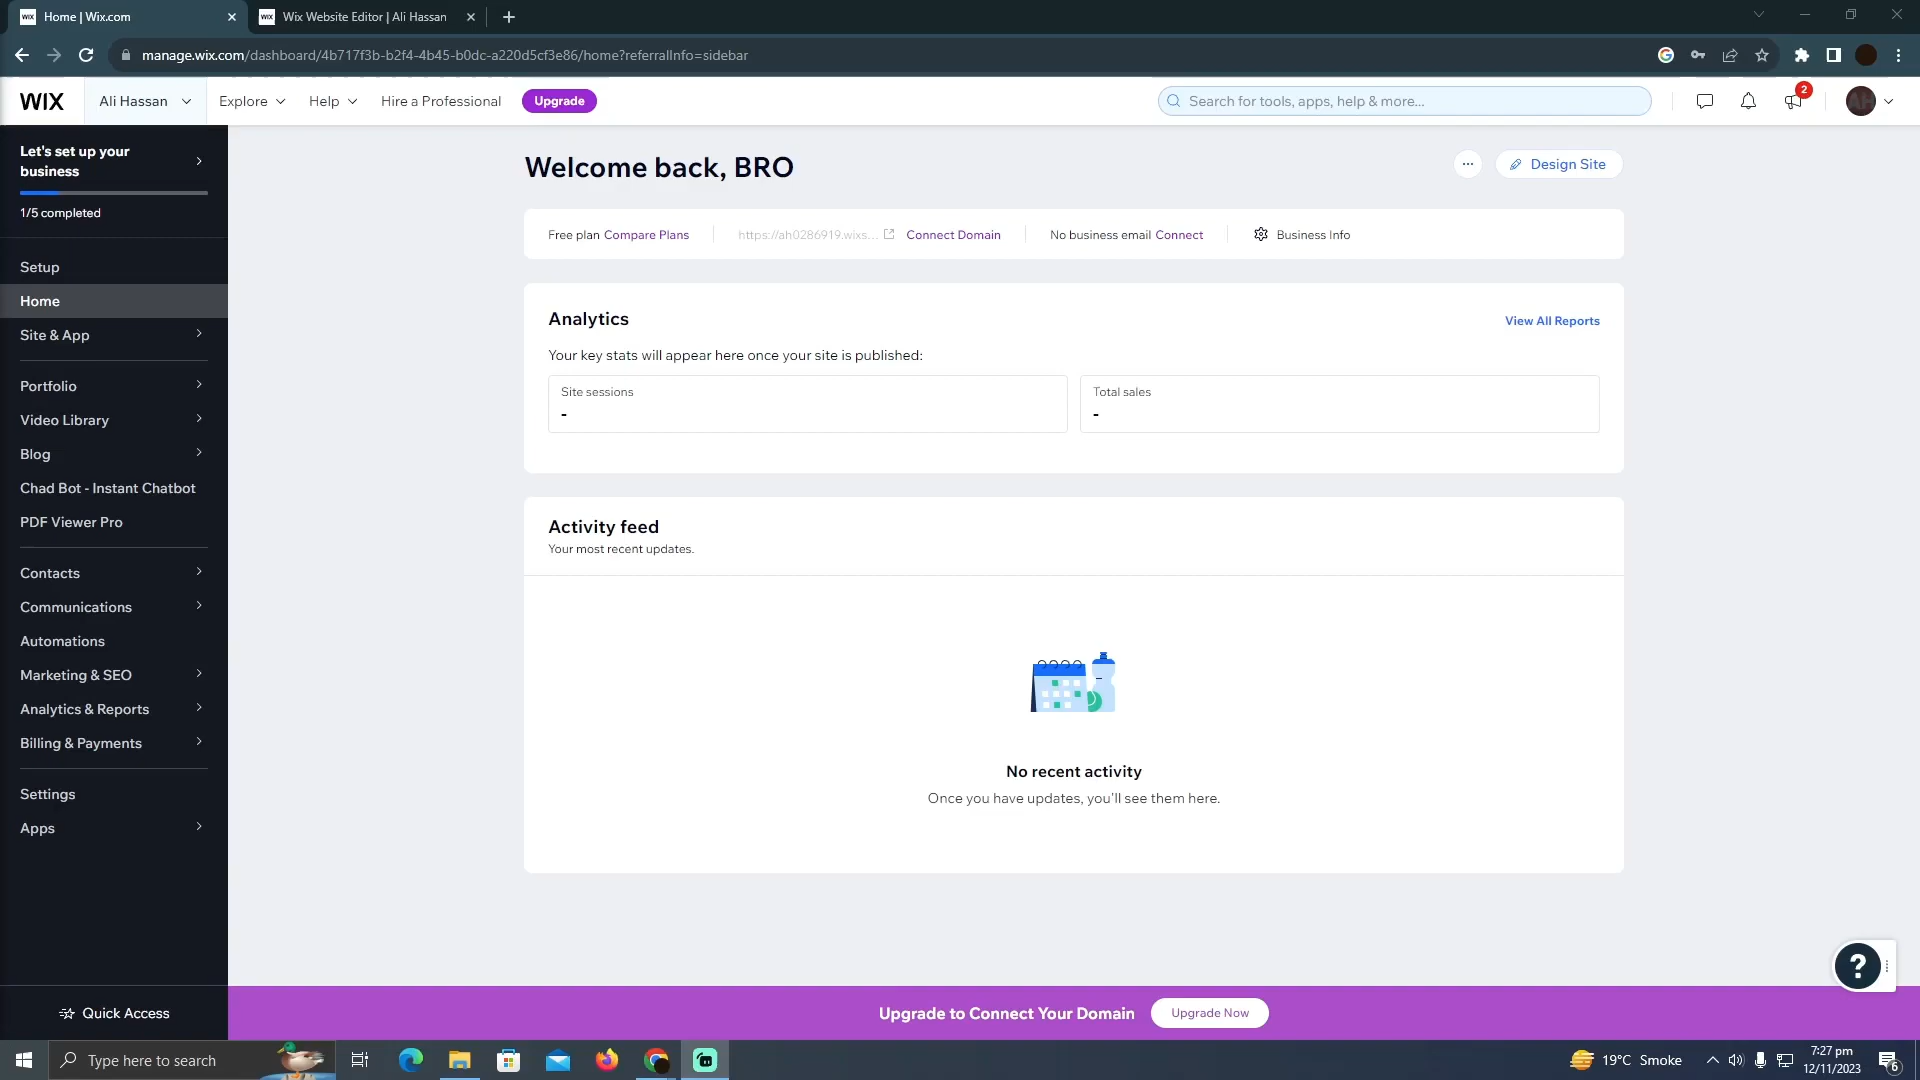 Home | Wix.com
Wix Website Editor | Ali Hassan
manage.wix.com/dashboard/4b717f3b-b2f4-4b45-b0dc-a220d5cf3e86/home?referralInfo=sidebar
WIX
Ali Hassan
Explore
Help
Hire a Professional
Upgrade
Search for tools, apps, help & more...
2
AH
Let's set up your
business
1/5 completed
Setup
Home
Site & App
Portfolio
Video Library
Blog
Chad Bot - Instant Chatbot
PDF Viewer Pro
Contacts
Communications
Automations
Marketing & SEO
Analytics & Reports
Billing & Payments
Settings
Apps
Quick Access
Welcome back, BRO
Design Site
Free plan Compare Plans
https://ah0286919.wixs... Connect Domain
No business email Connect
Business Info
Analytics
View All Reports
Your key stats will appear here once your site is published:
Site sessions
-
Total sales
-
Activity feed
Your most recent updates.
No recent activity
Once you have updates, you'll see them here.
?
Upgrade to Connect Your Domain
Upgrade Now
Type here to search
19°C Smoke
7:27 pm
12/11/2023
6